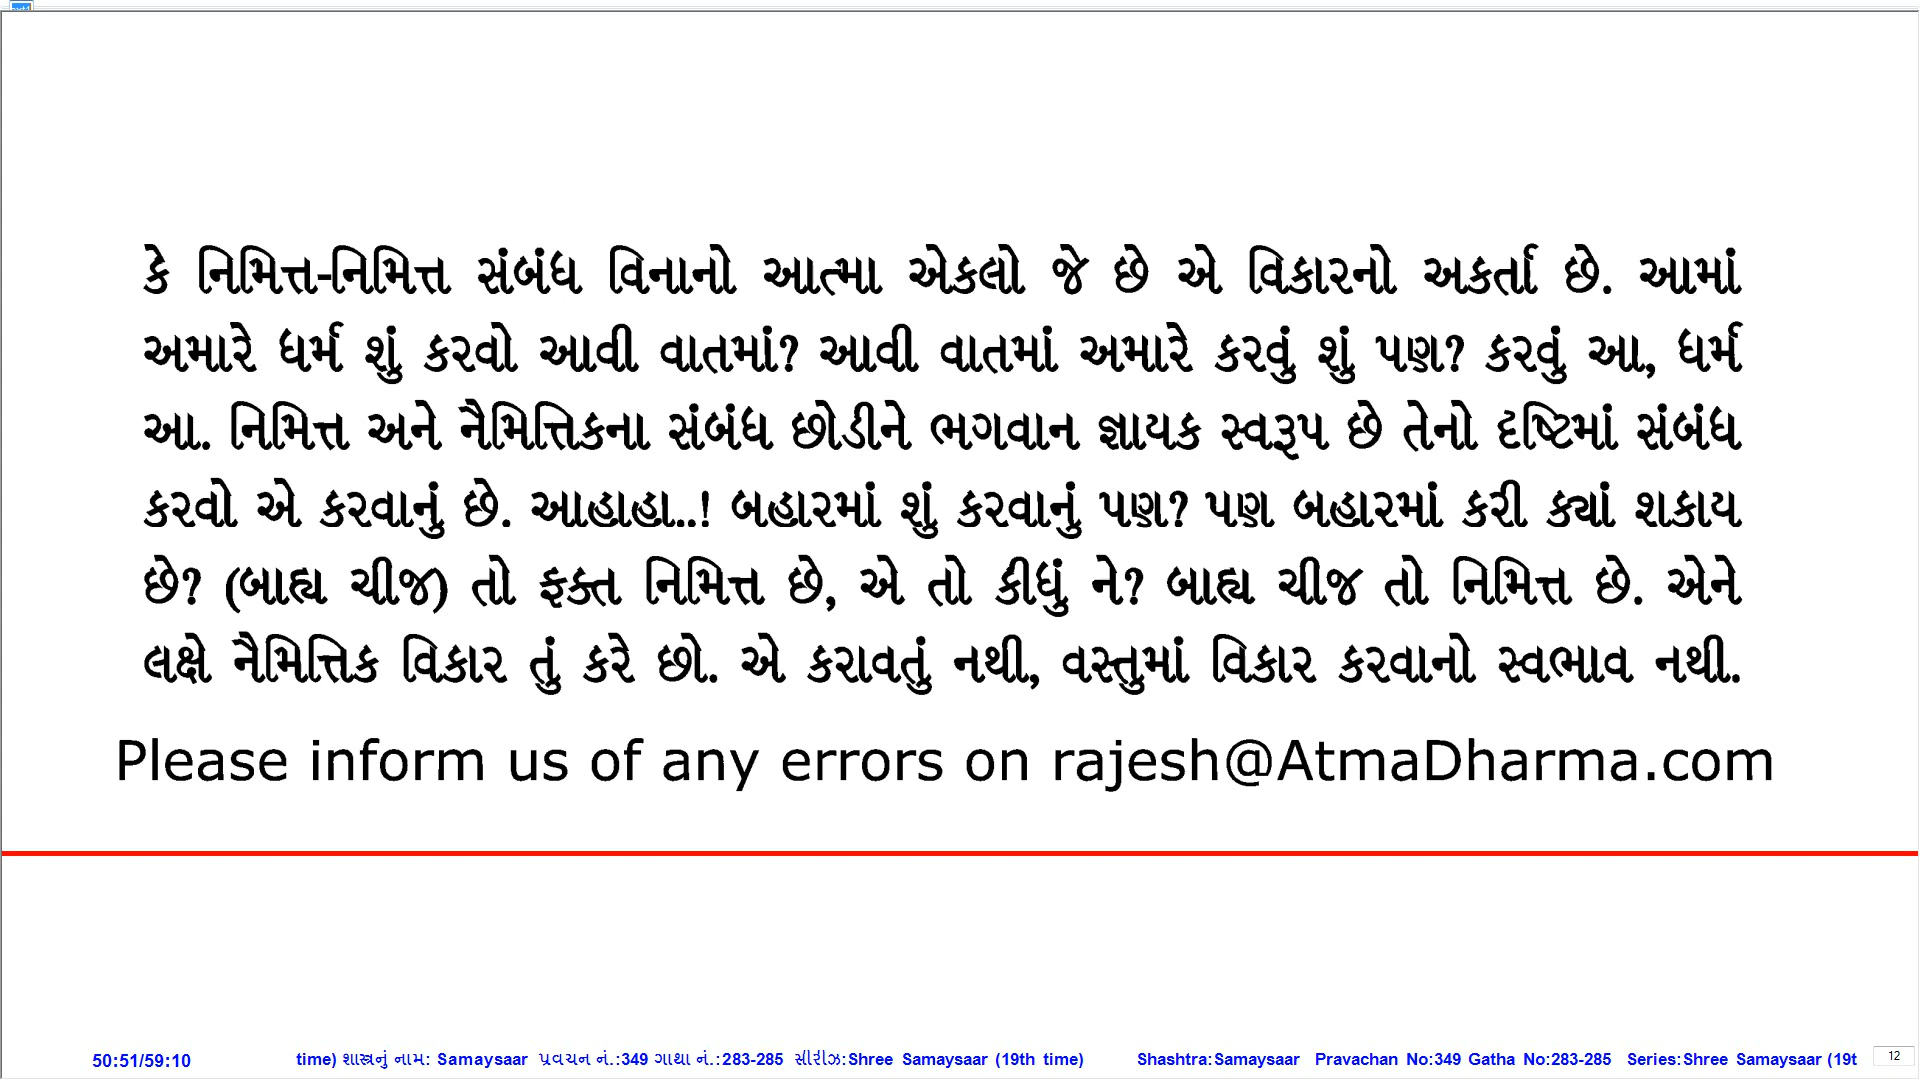 કે નિમિત્ત-નિમિત્ત સંબંધ વિનાનો આત્મા એકલો જે છે એ વિકારનો અકર્તા છે. આમાં
અમારે ધર્મ શું કરવો આવી વાતમાં? આવી વાતમાં અમારે કરવું શું પણ? કરવું આ, ધર્મ
આ. નિમિત્ત અને નૈમિત્તિકના સંબંધ છોડીને ભગવાન જ્ઞાયક સ્વરૂપ છે તેનો દૃષ્ટિમાં સંબંધ
કરવો એ કરવાનું છે. આહાહા..! બહારમાં શું કરવાનું પણ? પણ બહારમાં કરી ક્યાં શકાય
છે? (બાહ્ય ચીજ) તો ફક્ત નિમિત્ત છે, એ તો કીધું ને? બાહ્ય ચીજ તો નિમિત્ત છે. એને
લક્ષે નૈમિત્તિક વિકાર તું કરે છો. એ કરાવતું નથી, વસ્તુમાં વિકાર કરવાનો સ્વભાવ નથી.
Please inform us of any errors on rajesh@AtmaDharma.com
50:51/59:10 time) શાસ્ત્રનું નામ: Samaysaar પ્રવચન નં.:349 ગાથા નં.:283-285 સીરીઝ:Shree Samaysaar (19th time) Shashtra:Samaysaar Pravachan No:349 Gatha No:283-285 Series:Shree Samaysaar (19t 12